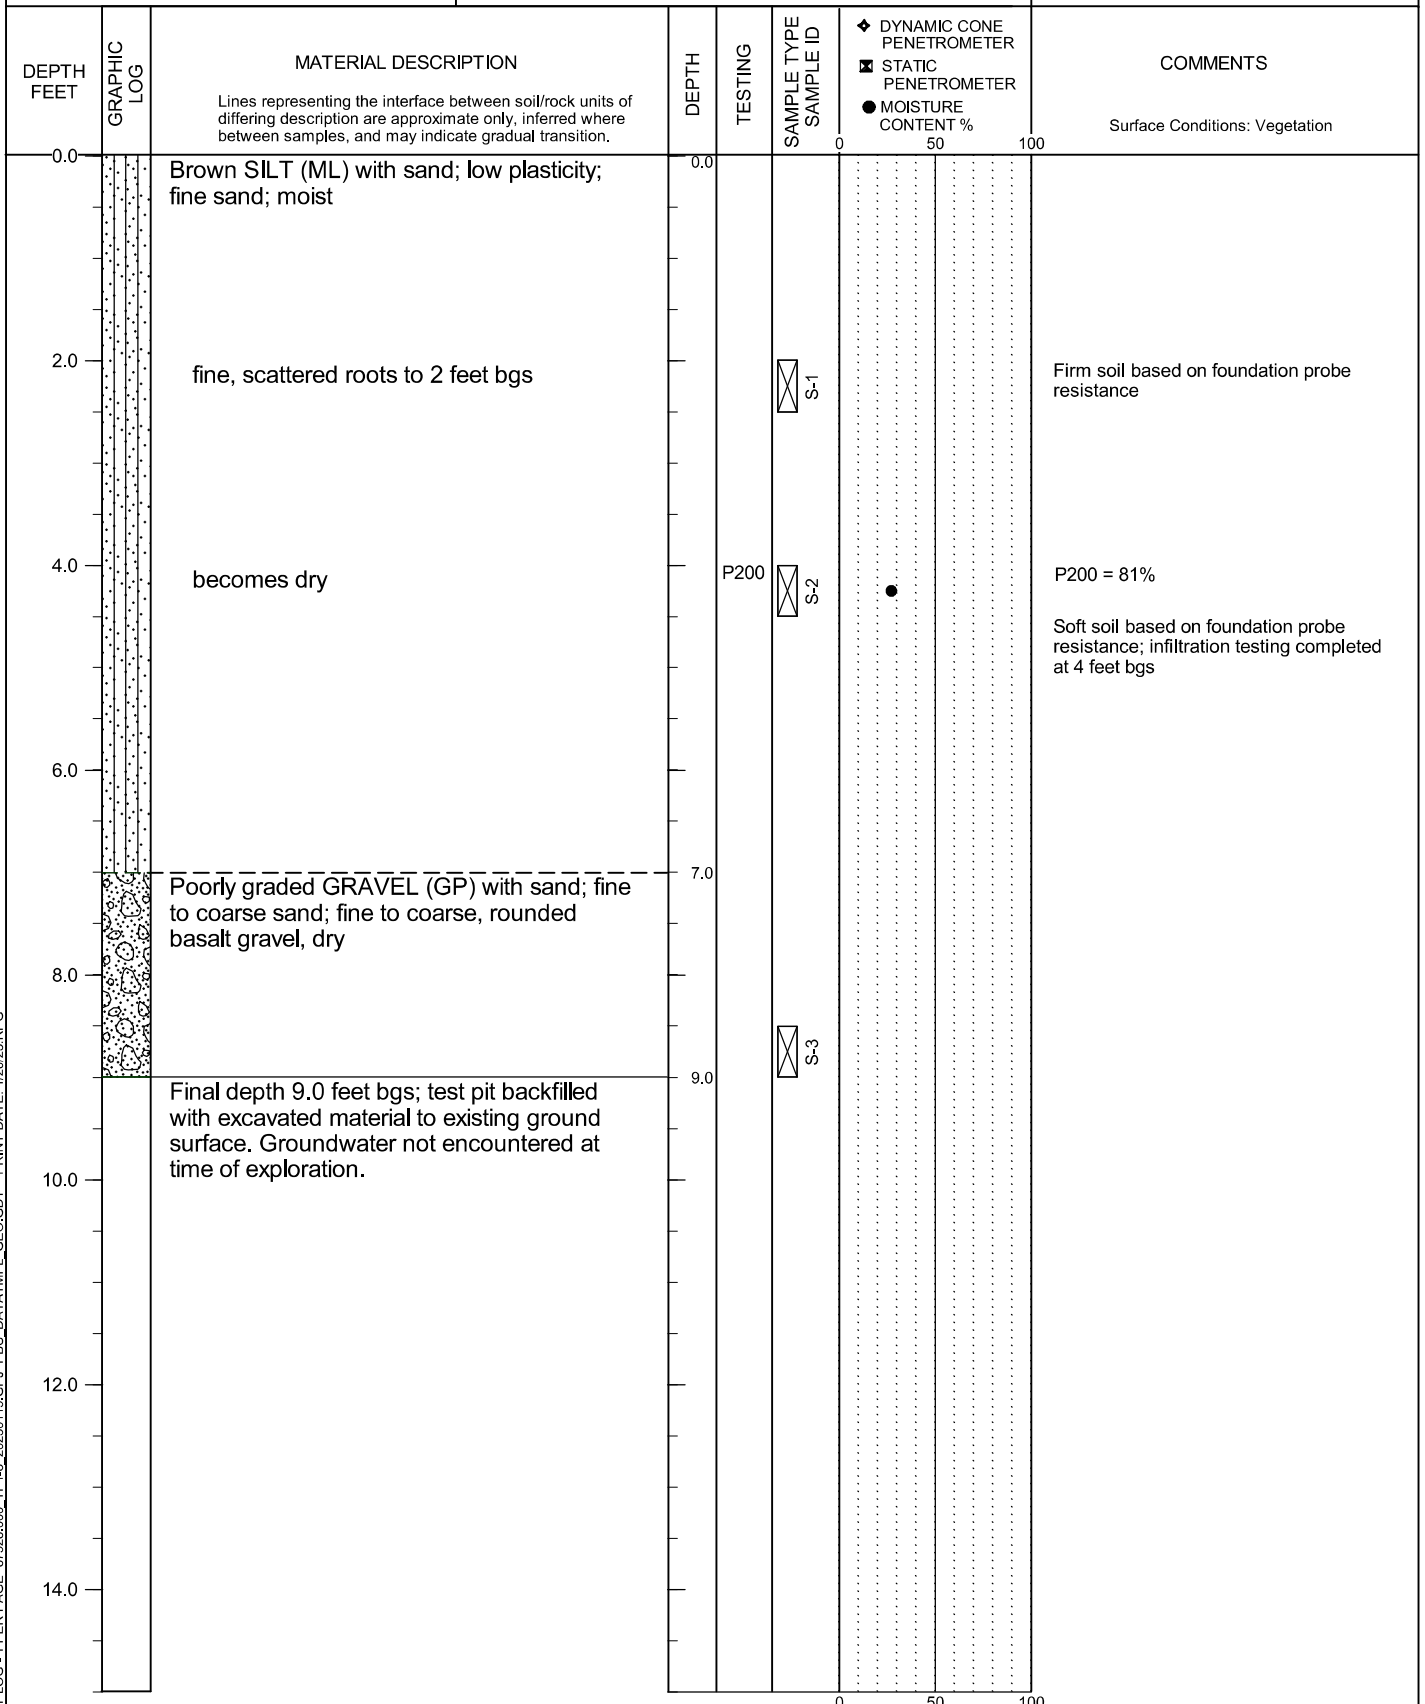 DEPTH
FEET
GRAPHIC
LOG
MATERIAL DESCRIPTION
Lines representing the interface between soil/rock units of
differing description are approximate only, inferred where
between samples, and may indicate gradual transition.
DEPTH
TESTING
SAMPLE TYPE
SAMPLE ID
DYNAMIC CONE
PENETROMETER
STATIC
PENETROMETER
MOISTURE
CONTENT %
0 50 100
COMMENTS
Surface Conditions: Vegetation
0.0
Brown SILT (ML) with sand; low plasticity;
fine sand; moist
0.0
2.0
fine, scattered roots to 2 feet bgs
S-1
Firm soil based on foundation probe
resistance
4.0
becomes dry
P200
S-2
P200 = 81%
Soft soil based on foundation probe
resistance; infiltration testing completed
at 4 feet bgs
6.0
7.0
Poorly graded GRAVEL (GP) with sand; fine
to coarse sand; fine to coarse, rounded
basalt gravel, dry
8.0
S-3
9.0
Final depth 9.0 feet bgs; test pit backfilled
with excavated material to existing ground
surface. Groundwater not encountered at
time of exploration.
10.0
12.0
14.0
0 50 100